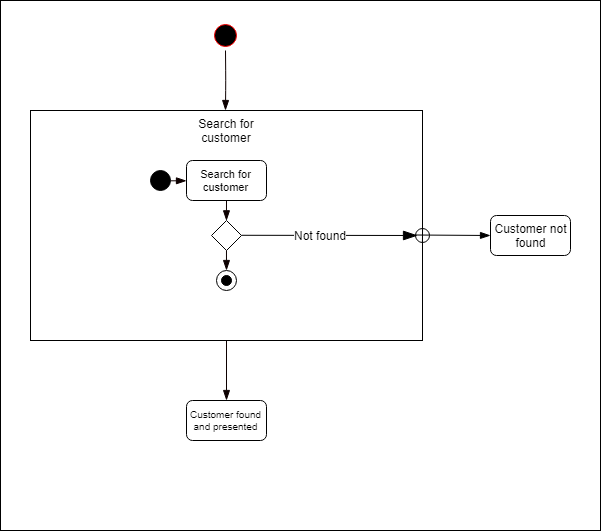 Search for
customer
Search for
customer
Not found
Customer not
found
Customer found
and presented